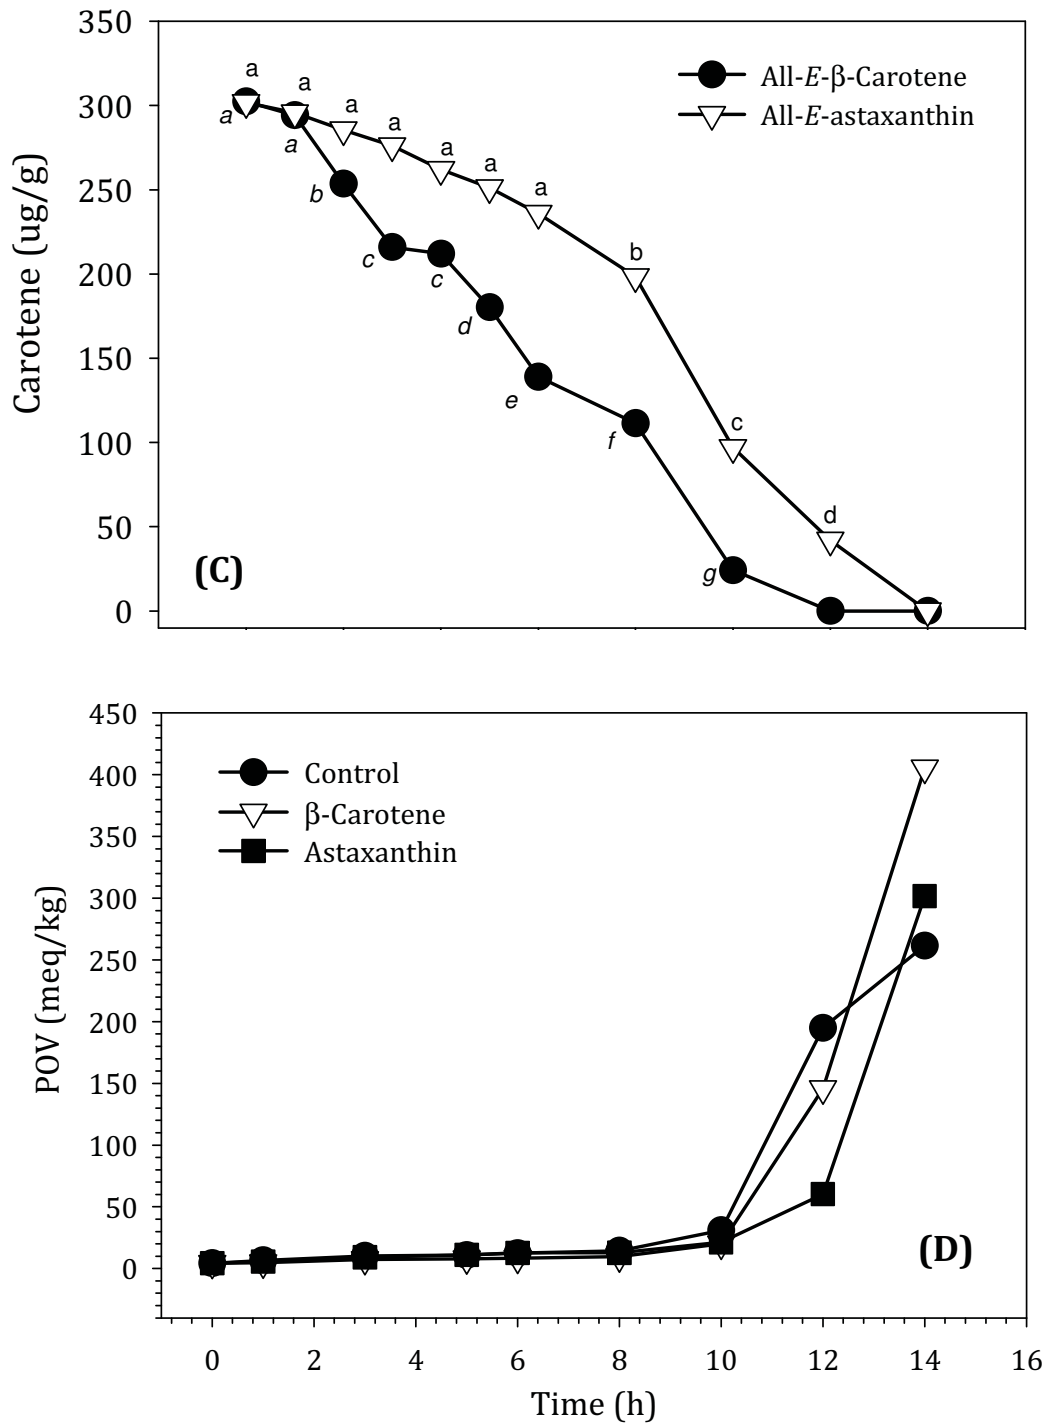 350
300
250
200
150
100
50
0
Carotene (ug/g)
All-E-β-Carotene
All-E-astaxanthin
a a a a a a a b c d
a a b c c d e f g
(C)
450
400
350
300
250
200
150
100
50
0
POV (meq/kg)
Control
β-Carotene
Astaxanthin
(D)
0 2 4 6 8 10 12 14 16
Time (h)